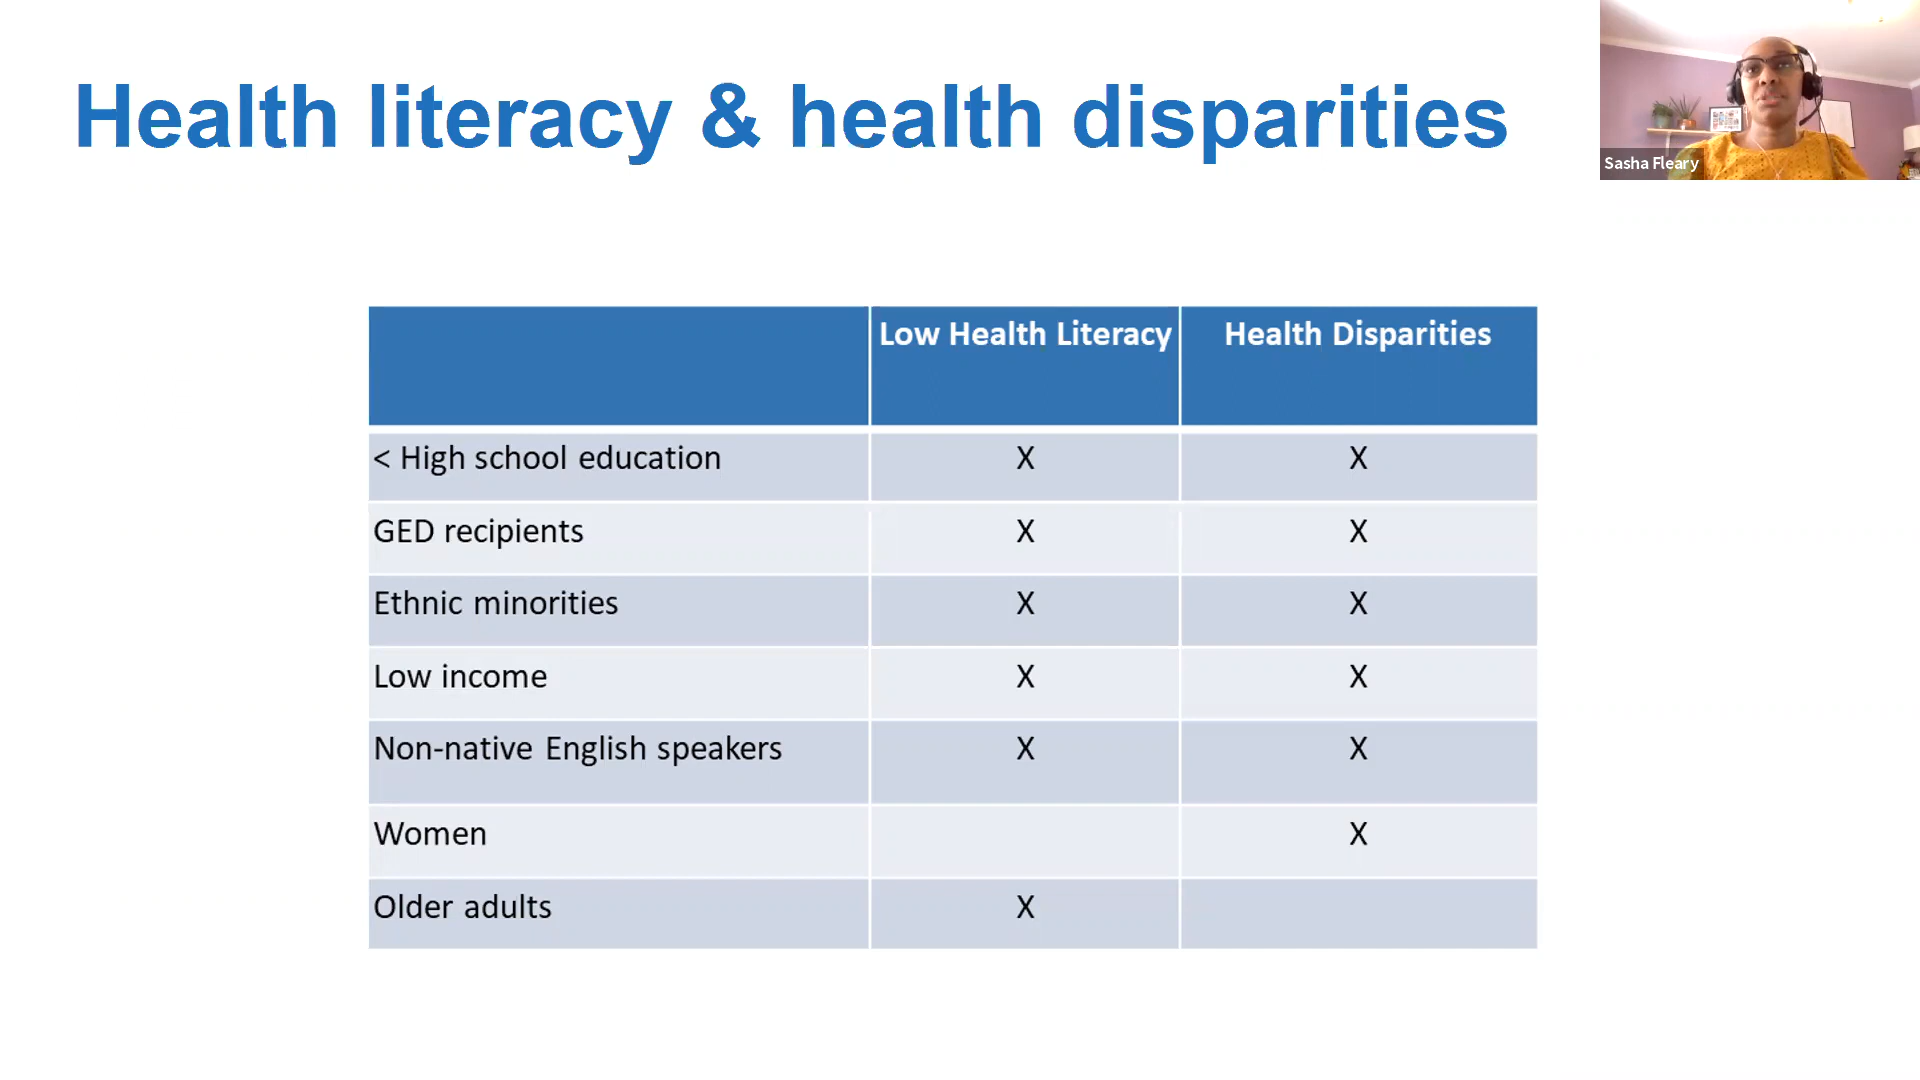 Health literacy & health disparities
Sasha Fleary
Low Health Literacy Health Disparities
< High school education X X
GED recipients X X
Ethnic minorities X X
Low income X X
Non-native English speakers X X
Women X
Older adults X